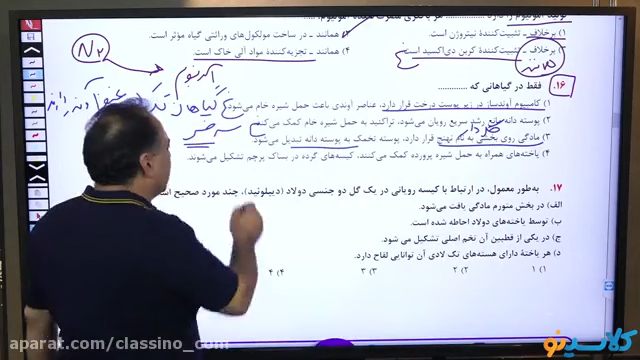 تولید آمونیوم را دارد
۱) برخلاف ـ تثبیت‌کنندهٔ نیتروژن است.
۲) همانند ـ در ساخت مولکول‌های وراثتی گیاه مؤثر است.
۳) برخلاف ـ تثبیت‌کنندهٔ کربن دی‌اکسید است
۴) همانند ـ تجزیه‌کنندهٔ مواد آلی خاک است.
N₂
۱۶. فقط در گیاهانی که ............
۱) کامبیوم آوندساز در زیر پوست درخت قرار دارد، عناصر آوندی باعث حمل شیره خام می‌شود
۲) پوسته دانه مانع رشد سریع رویان می‌شود، تراکئید به حمل شیره خام کمک می‌کند
۳) مادگی روی بخشی به نام نهنج قرار دارد، پوسته تخمک به پوسته دانه تبدیل می‌شود.
۴) یاخته‌های همراه به حمل شیره پرورده کمک می‌کنند، کیسه‌های گرده در بساک پرچم تشکیل می‌شوند.
۱۷. به‌طور معمول، در ارتباط با کیسه رویانی در یک گل دو جنسی دولاد (دیپلوئید)، چند مورد صحیح است
الف) در بخش متورم مادگی یافت می‌شود.
ب) توسط یاخته‌های دولاد احاطه شده است.
ج) در یکی از قطبین آن تخم اصلی تشکیل می شود.
د) هر یاختهٔ دارای هسته‌های تک لادی آن توانایی لقاح دارد.
۱) ۱ ۲) ۲ ۳) ۳ ۴) ۴
aparat.com/classino_com
کلاسینو